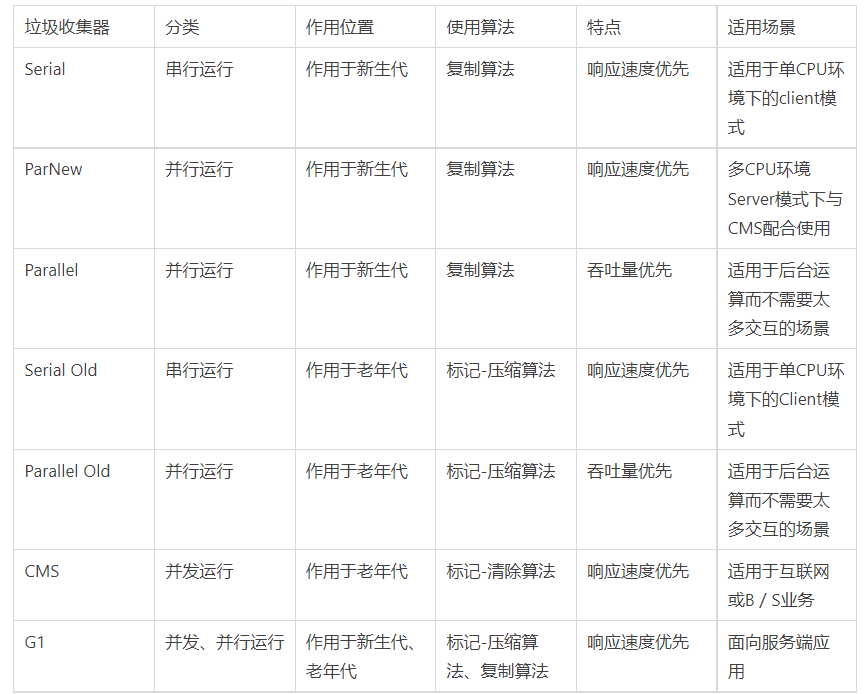 垃圾收集器 分类 作用位置 使用算法 特点 适用场景
Serial 串行运行 作用于新生代 复制算法 响应速度优先 适用于单CPU环
境下的client模
式
ParNew 并行运行 作用于新生代 复制算法 响应速度优先 多CPU环境
Server模式下与
CMS配合使用
Parallel 并行运行 作用于新生代 复制算法 吞吐量优先 适用于后台运
算而不需要太
多交互的场景
Serial Old 串行运行 作用于老年代 标记-压缩算法 响应速度优先 适用于单CPU环
境下的Client模
式
Parallel Old 并行运行 作用于老年代 标记-压缩算法 吞吐量优先 适用于后台运
算而不需要太
多交互的场景
CMS 并发运行 作用于老年代 标记-清除算法 响应速度优先 适用于互联网
或B / S业务
G1 并发、并行运行 作用于新生代、 标记-压缩算 响应速度优先 面向服务端应
老年代 法、复制算法 用